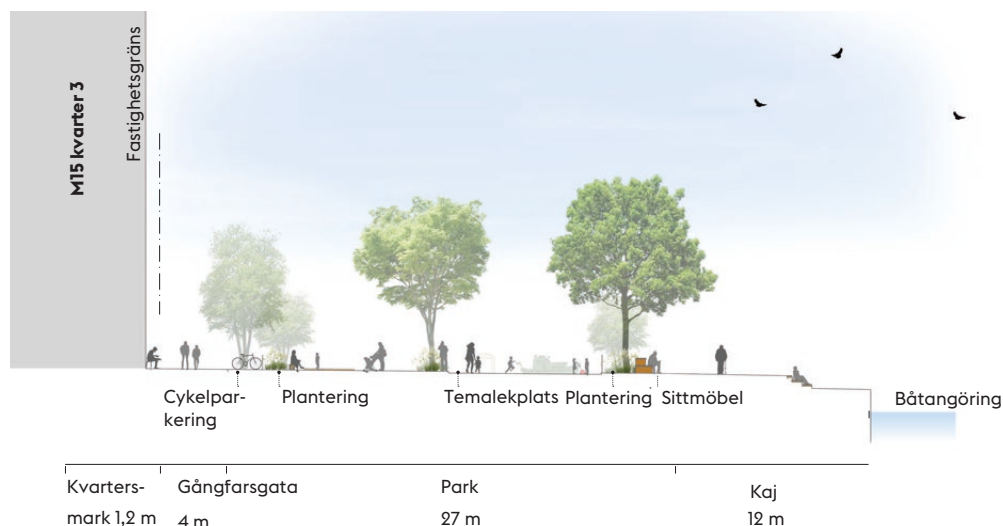 M15 kvarter 3
Fastighetsgräns
Cykelpar-
kering
Plantering
Temalekplats
Plantering
Sittmöbel
Båtangöring
Kvarters-
mark 1,2 m
Gångfarsgata
4 m
Park
27 m
Kaj
12 m